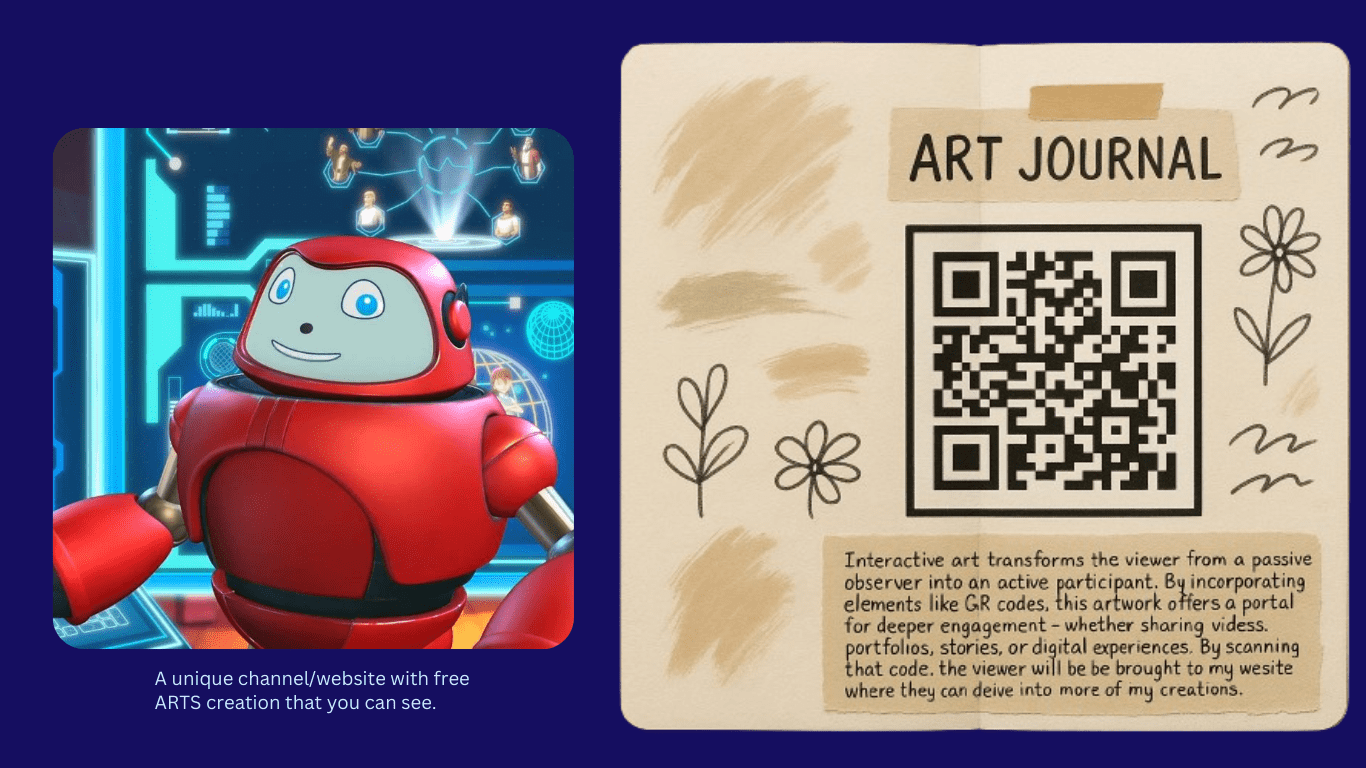 A unique channel/website with free
ARTS creation that you can see.
ART JOURNAL
Interactive art transforms the viewer from a passive
observer into an active participant. By incorporating
elements like GR codes, this artwork offers a portal
for deeper engagement – whether sharing videss.
portfolios, stories, or digital experiences. By scanning
that code. the viewer will be be brought to my wesite
where they can deive into more of my creations.